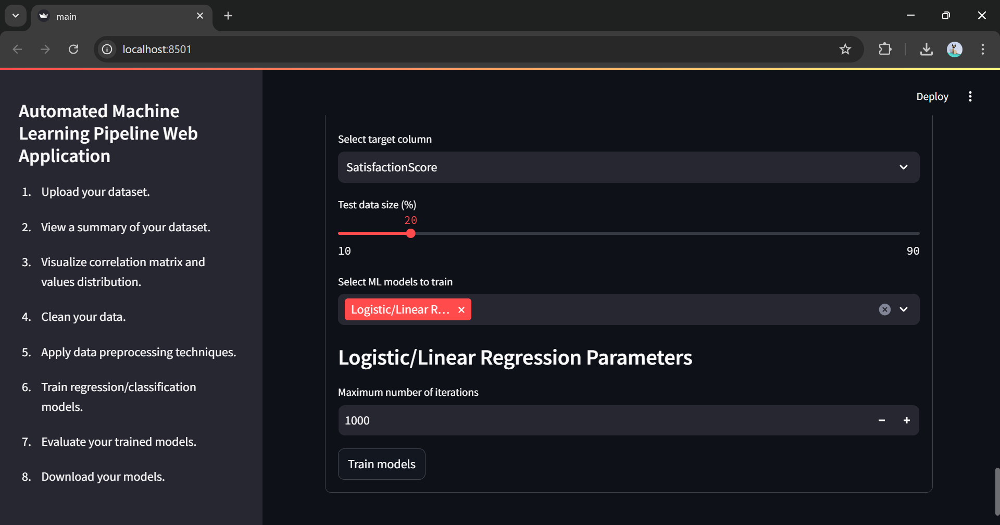 main
localhost:8501
Automated Machine
Learning Pipeline Web
Application
1. Upload your dataset.
2. View a summary of your dataset.
3. Visualize correlation matrix and
values distribution.
4. Clean your data.
5. Apply data preprocessing techniques.
6. Train regression/classification
models.
7. Evaluate your trained models.
8. Download your models.
Deploy
Select target column
SatisfactionScore
Test data size (%)
20
10 90
Select ML models to train
Logistic/Linear R...
Logistic/Linear Regression Parameters
Maximum number of iterations
1000
Train models